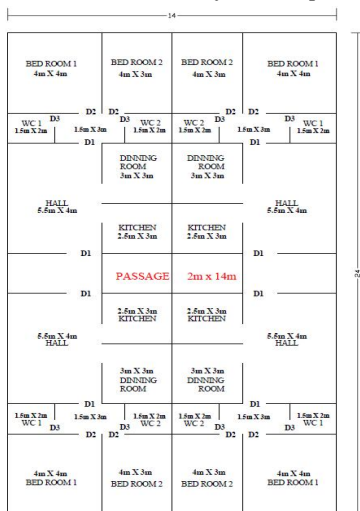 14
BED ROOM 1 BED ROOM 2 BED ROOM 2 BED ROOM 1
4m X 4m 4m X 3m 4m X 3m 4m X 4m
D2 D2 D2 D2
WC 1 D3 WC 2 D3 WC 2 D3 WC 1
1.5m X 2m 1.5m X 3m 1.5m X 2m 1.5m X 2m 1.5m X 3m 1.5m X 2m
D1 D1
DINNING DINNING
ROOM ROOM
3m X 3m 3m X 3m
HALL HALL
5.5m X 4m 5.5m X 4m
KITCHEN KITCHEN
2.5m X 3m 2.5m X 3m
D1 D1
PASSAGE 2m x 14m
24
D1 D1
2.5m X 3m 2.5m X 3m
KITCHEN KITCHEN
5.5m X 4m 5.5m X 4m
HALL HALL
3m X 3m 3m X 3m
DINNING DINNING
ROOM ROOM
D1 D1
1.5m X 2m 1.5m X 3m 1.5m X 2m 1.5m X 2m 1.5m X 3m 1.5m X 2m
WC 1 D3 WC 2 D3 WC 2 D3 WC 1
D2 D2 D2 D2
4m X 4m 4m X 3m 4m X 3m 4m X 4m
BED ROOM 1 BED ROOM 2 BED ROOM 2 BED ROOM 1